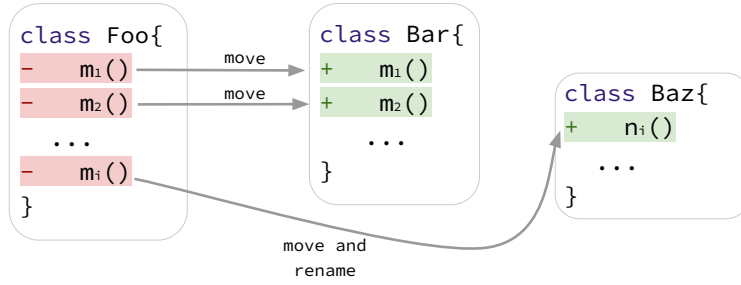 class Foo{
- m₁()
- m₂()
...
- mᵢ()
}
move
move
class Bar{
+ m₁()
+ m₂()
...
}
move and
rename
class Baz{
+ nᵢ()
...
}